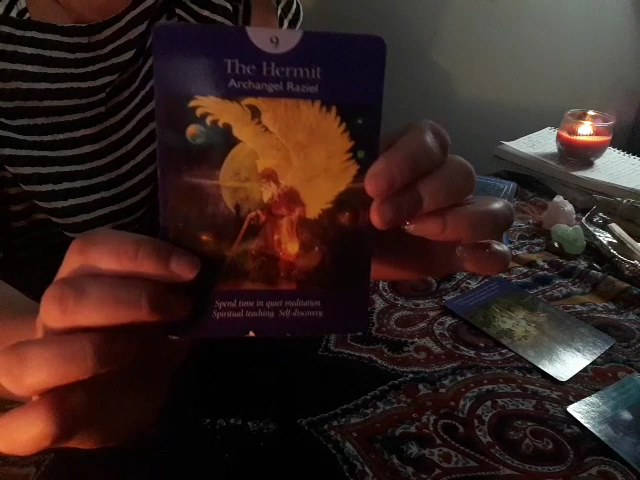 9
The Hermit
Archangel Raziel
Spend time in quiet meditation.
Spiritual teaching. Self-discovery.